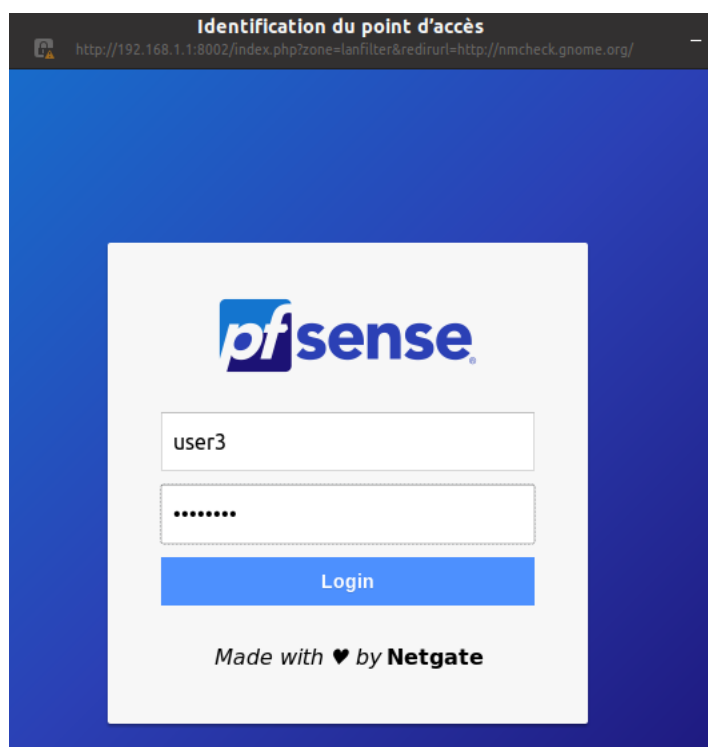 Identification du point d’accès
http://192.168.1.1:8002/index.php?zone=lanfilter&redirurl=http://nmcheck.gnome.org/
pfsense
user3
••••••••
Login
Made with ♥ by Netgate